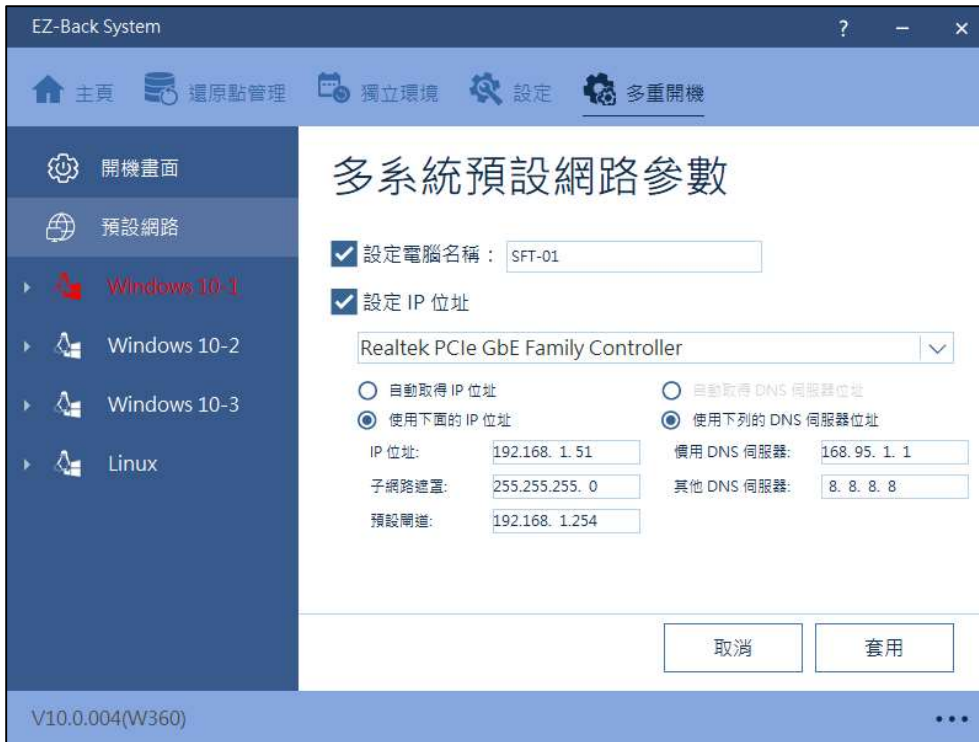 EZ-Back System
主頁 還原點管理 獨立環境 設定 多重開機
開機畫面
預設網路
Windows 10-1
Windows 10-2
Windows 10-3
Linux
多系統預設網路參數
設定電腦名稱： SFT-01
設定 IP 位址
Realtek PCIe GbE Family Controller
自動取得 IP 位址 自動取得 DNS 伺服器位址
使用下面的 IP 位址 使用下列的 DNS 伺服器位址
IP 位址: 192.168. 1. 51 慣用 DNS 伺服器: 168. 95. 1. 1
子網路遮罩: 255.255.255. 0 其他 DNS 伺服器: 8. 8. 8. 8
預設閘道: 192.168. 1.254
取消 套用
V10.0.004(W360)